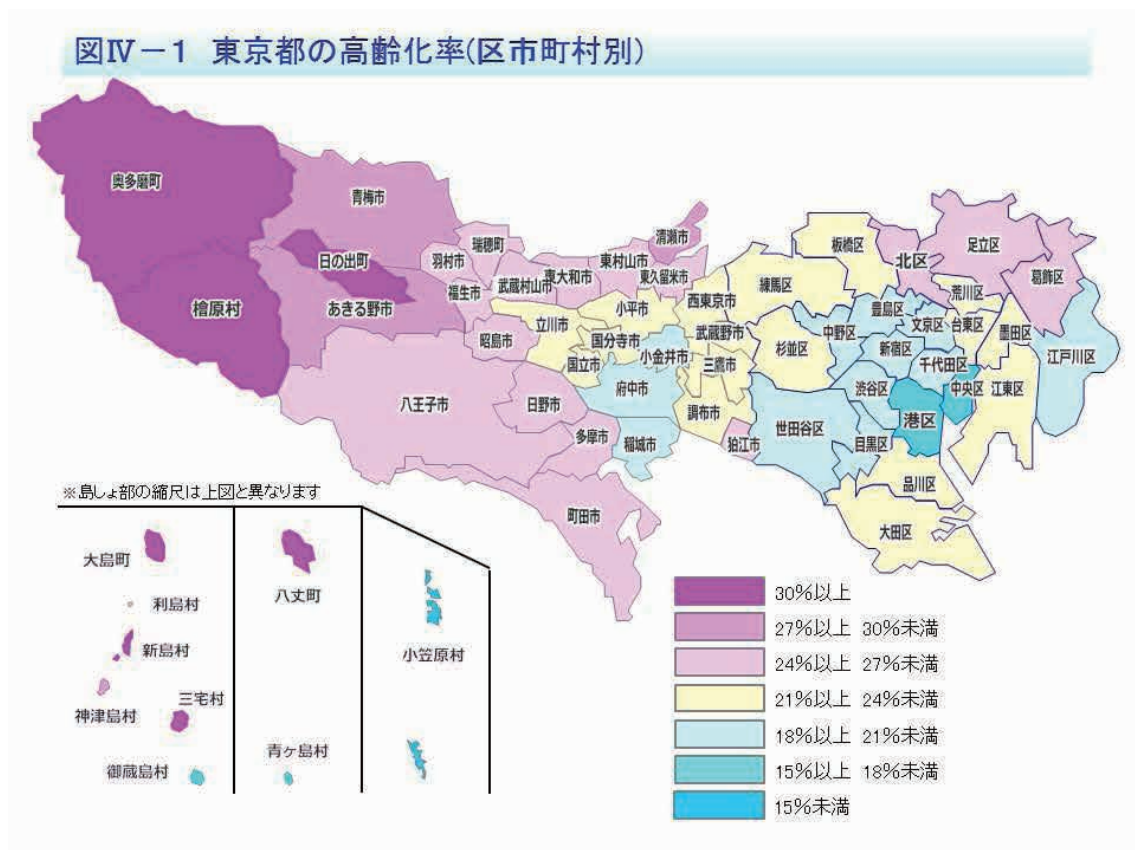 図Ⅳ－1 東京都の高齢化率(区市町村別)
奥多磨町
青梅市
日の出町
檜原村
あきる野市
瑞穂町
羽村市
福生市
武蔵村山市
東大和市
東村山市
清瀬市
東久留米市
昭島市
立川市
小平市
西東京市
国分寺市
国立市
小金井市
武蔵野市
三鷹市
八王子市
日野市
府中市
調布市
多摩市
稲城市
狛江市
町田市
板橋区
北区
足立区
練馬区
荒川区
葛飾区
豊島区
文京区
台東区
墨田区
中野区
杉並区
新宿区
千代田区
江戸川区
渋谷区
中央区
江東区
港区
世田谷区
目黒区
品川区
大田区
※島しょ部の縮尺は上図と異なります
大島町
利島村
新島村
神津島村
三宅村
御蔵島村
八丈町
青ヶ島村
小笠原村
30%以上
27%以上 30%未満
24%以上 27%未満
21%以上 24%未満
18%以上 21%未満
15%以上 18%未満
15%未満